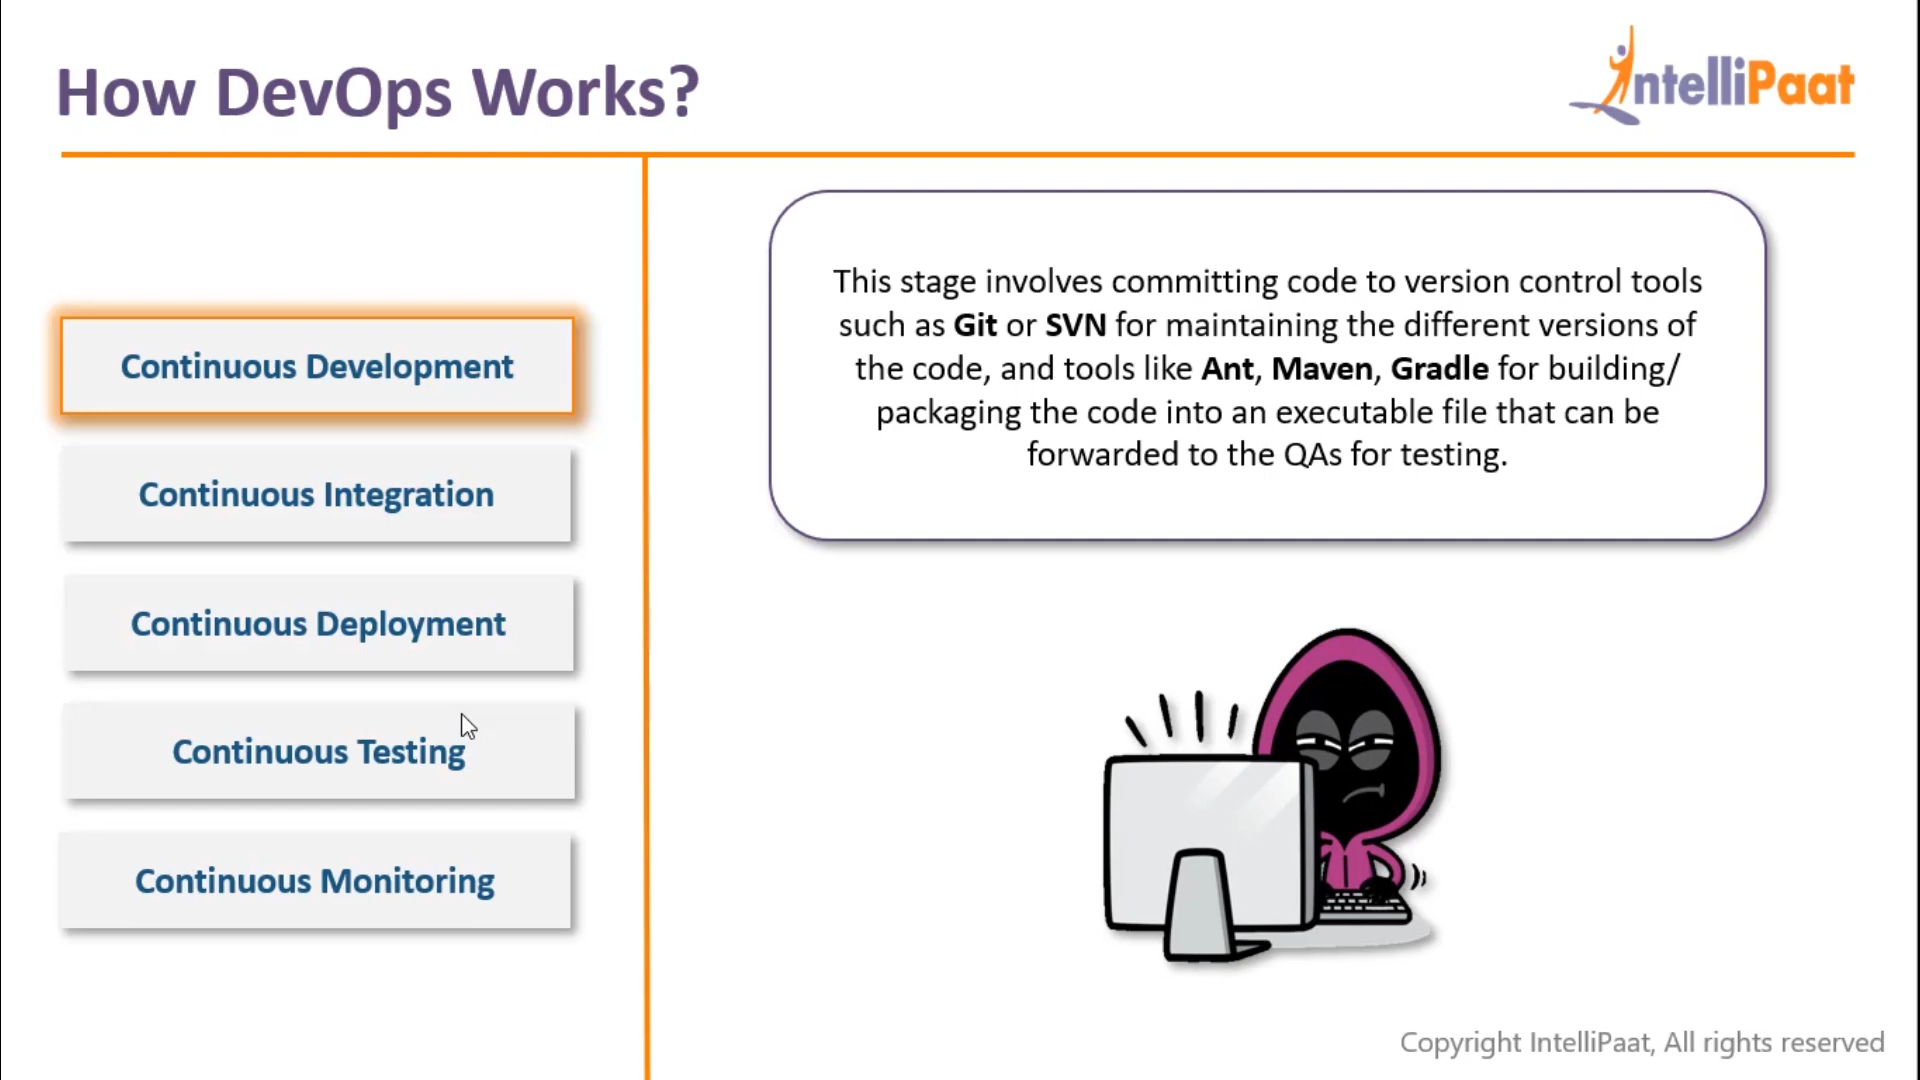 How DevOps Works?
IntelliPaat
Continuous Development
Continuous Integration
Continuous Deployment
Continuous Testing
Continuous Monitoring
This stage involves committing code to version control tools
such as Git or SVN for maintaining the different versions of
the code, and tools like Ant, Maven, Gradle for building/
packaging the code into an executable file that can be
forwarded to the QAs for testing.
Copyright IntelliPaat, All rights reserved